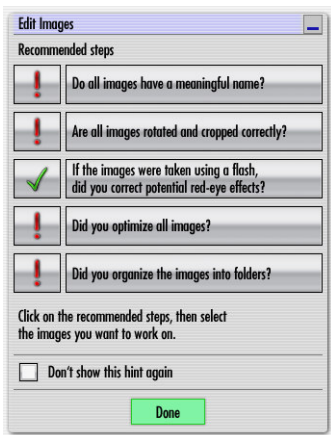 Edit Images
Recommended steps
Do all images have a meaningful name?
Are all images rotated and cropped correctly?
If the images were taken using a flash,
did you correct potential red-eye effects?
Did you optimize all images?
Did you organize the images into folders?
Click on the recommended steps, then select
the images you want to work on.
Don't show this hint again
Done